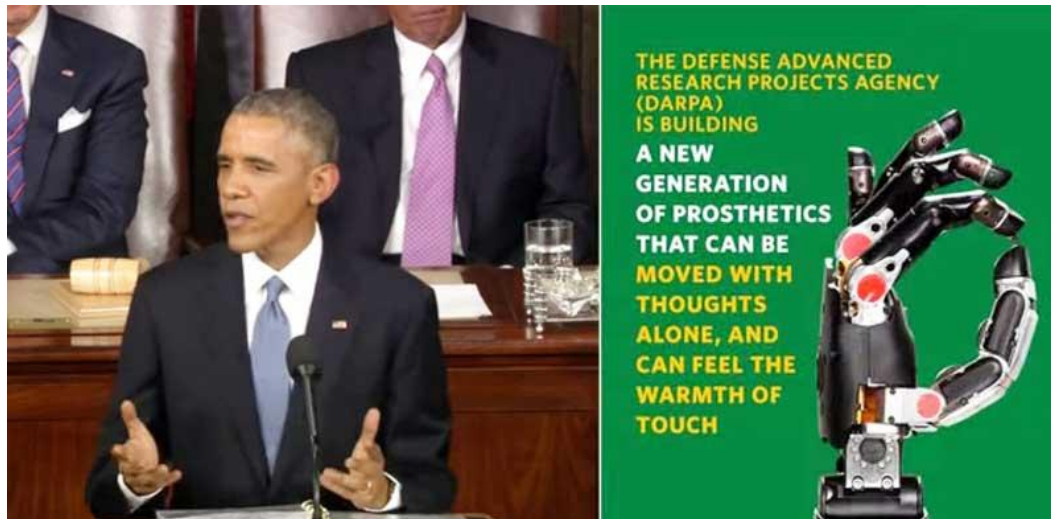 THE DEFENSE ADVANCED
RESEARCH PROJECTS AGENCY
(DARPA)
IS BUILDING
A NEW
GENERATION
OF PROSTHETICS
THAT CAN BE
MOVED WITH
THOUGHTS
ALONE, AND
CAN FEEL THE
WARMTH OF
TOUCH